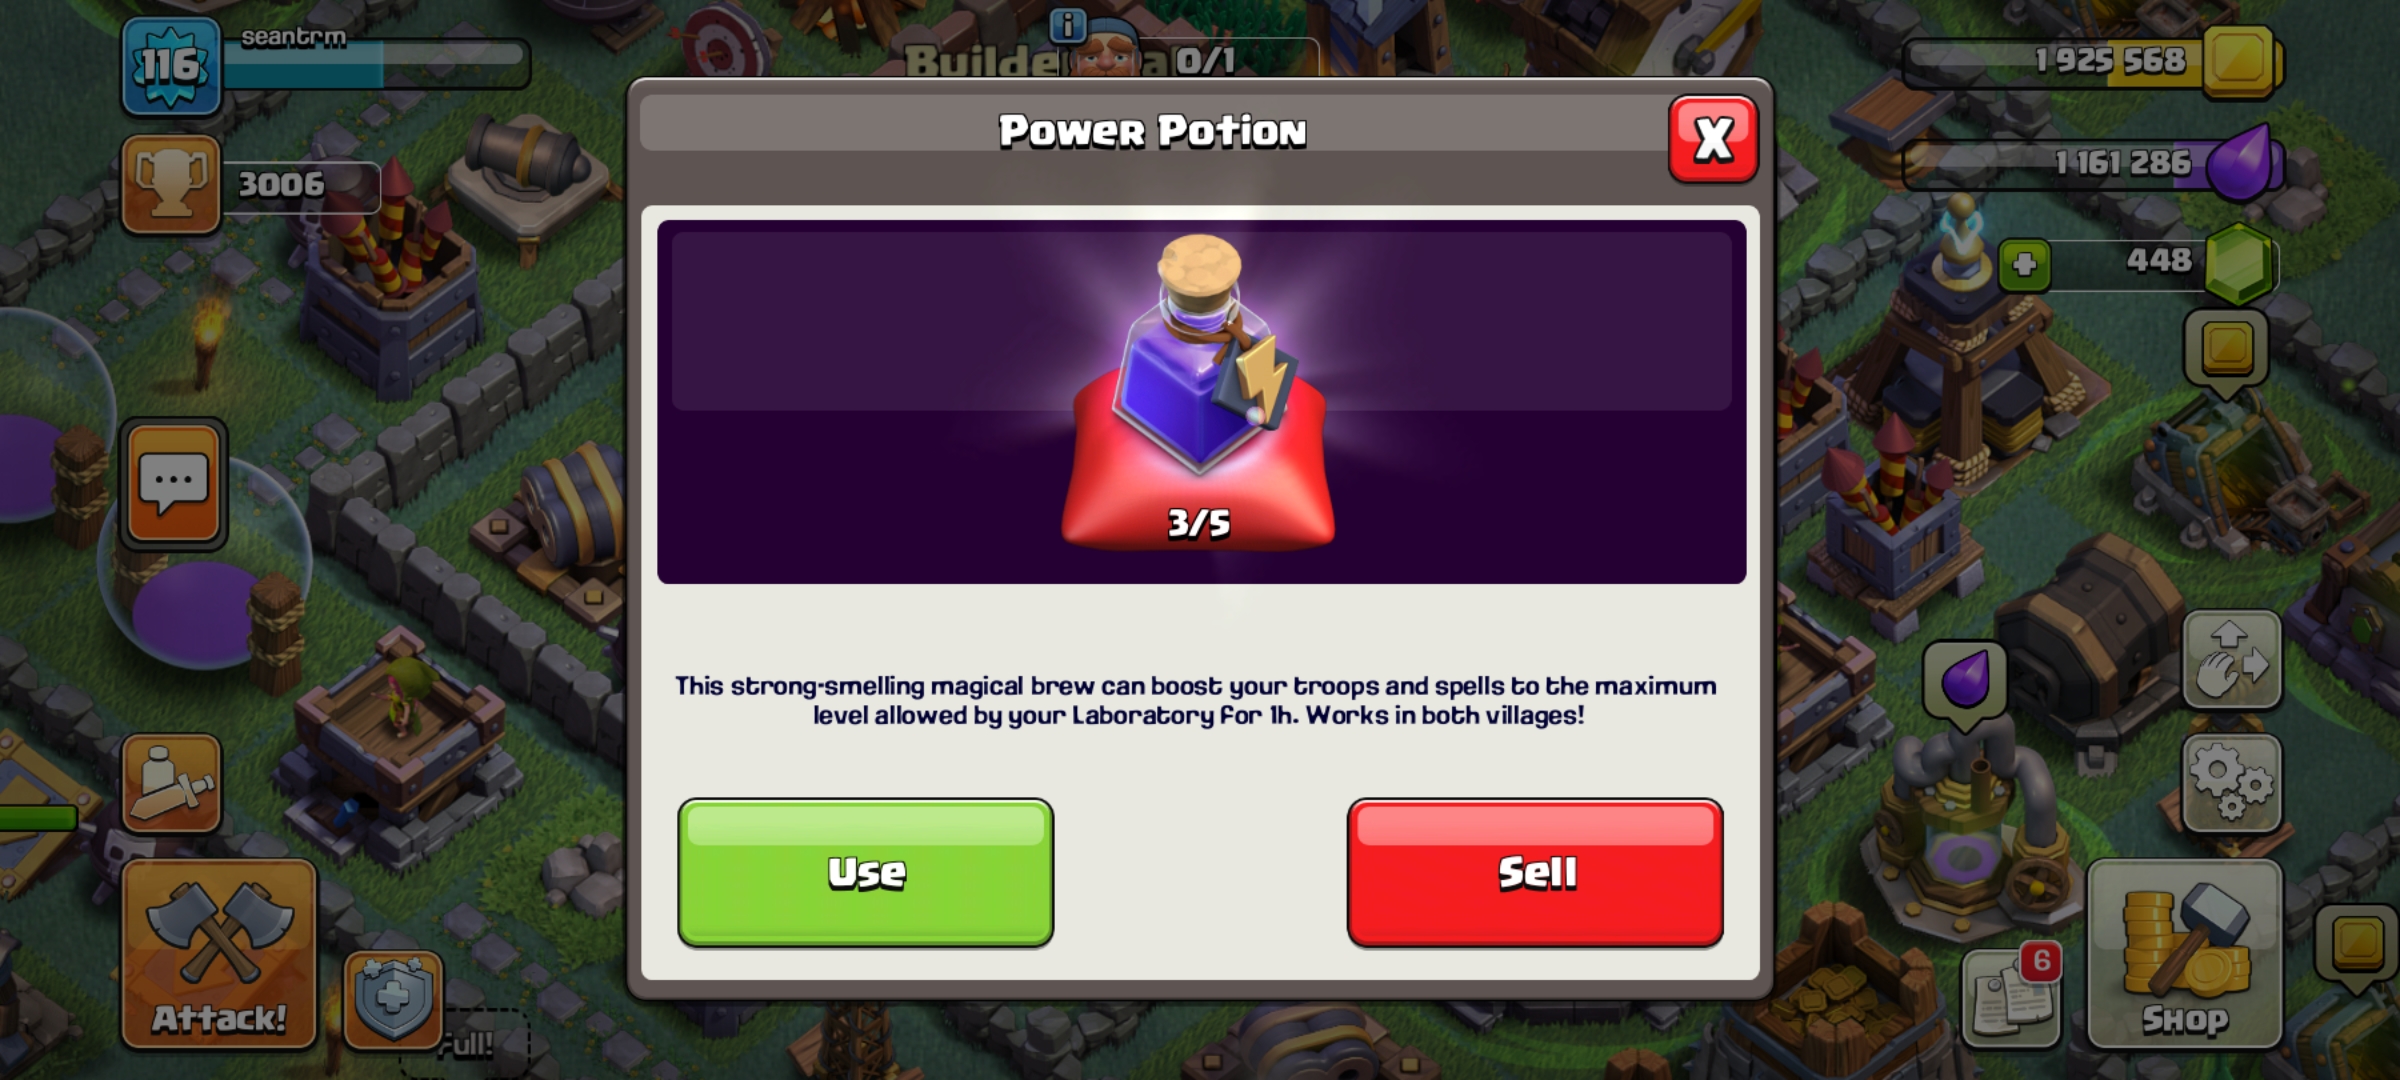 116
seantrm
3006
Builde
a
i
0/1
1 925 568
1 161 286
448
Power Potion
X
3/5
This strong-smelling magical brew can boost your troops and spells to the maximum
level allowed by your Laboratory for 1h. Works in both villages!
Use
Sell
Attack!
Full!
6
Shop